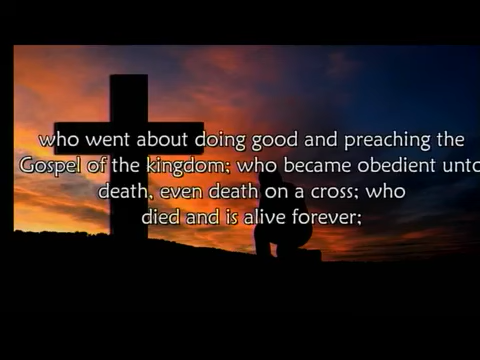 who went about doing good and preaching the
Gospel of the kingdom; who became obedient unto
death, even death on a cross; who
died and is alive forever;